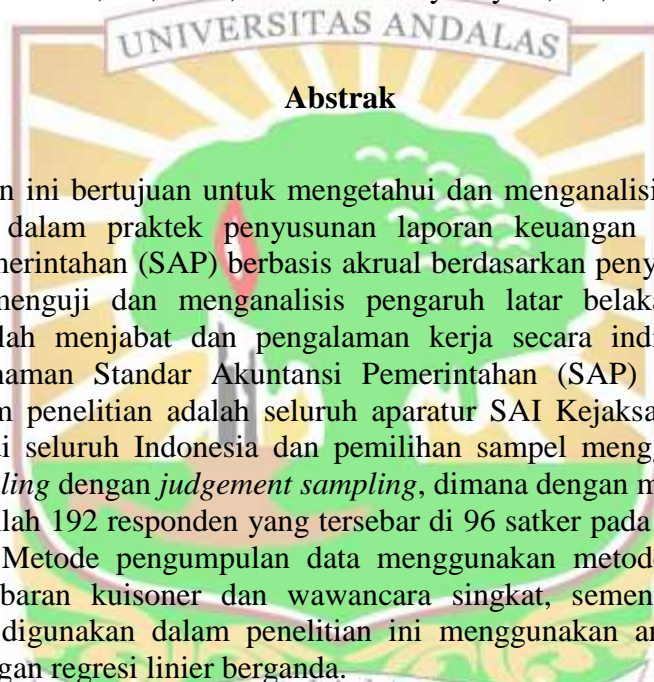 UNIVERSITAS ANDALAS
Abstrak
n ini bertujuan untuk mengetahui dan menganalisi
dalam praktek penyusunan laporan keuangan
merintahan (SAP) berbasis akrual berdasarkan peny
menguji dan menganalisis pengaruh latar belaka
lah menjabat dan pengalaman kerja secara indi
haman Standar Akuntansi Pemerintahan (SAP)
m penelitian adalah seluruh aparatur SAI Kejaksa
di seluruh Indonesia dan pemilihan sampel meng
ling dengan judgement sampling, dimana dengan m
lah 192 responden yang tersebar di 96 satker pada
Metode pengumpulan data menggunakan metode
baran kuisoner dan wawancara singkat, semen
digunakan dalam penelitian ini menggunakan an
gan regresi linier berganda.